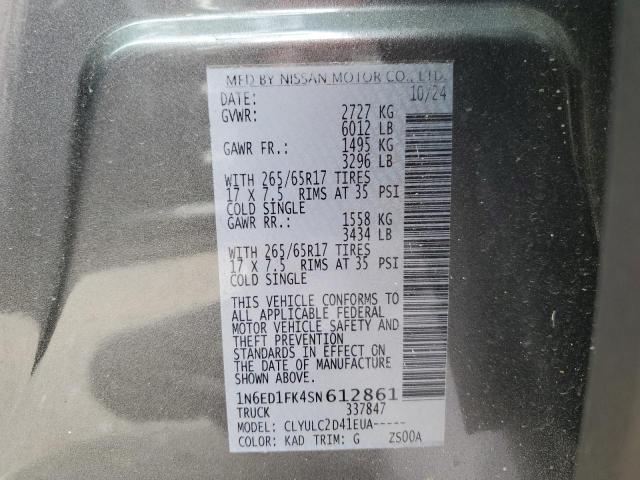 MFD BY NISSAN MOTOR CO., LTD.
DATE: 10/24
GVWR: 2727 KG
6012 LB
GAWR FR.: 1495 KG
3296 LB
WITH 265/65R17 TIRES
17 X 7.5 RIMS AT 35 PSI
COLD SINGLE
GAWR RR.: 1558 KG
3434 LB
WITH 265/65R17 TIRES
17 X 7.5 RIMS AT 35 PSI
COLD SINGLE
THIS VEHICLE CONFORMS TO
ALL APPLICABLE FEDERAL
MOTOR VEHICLE SAFETY AND
THEFT PREVENTION
STANDARDS IN EFFECT ON
THE DATE OF MANUFACTURE
SHOWN ABOVE.
1N6ED1FK4SN612861
TRUCK 337847
MODEL: CLYULC2D41EUA-----
COLOR: KAD TRIM: G ZS00A